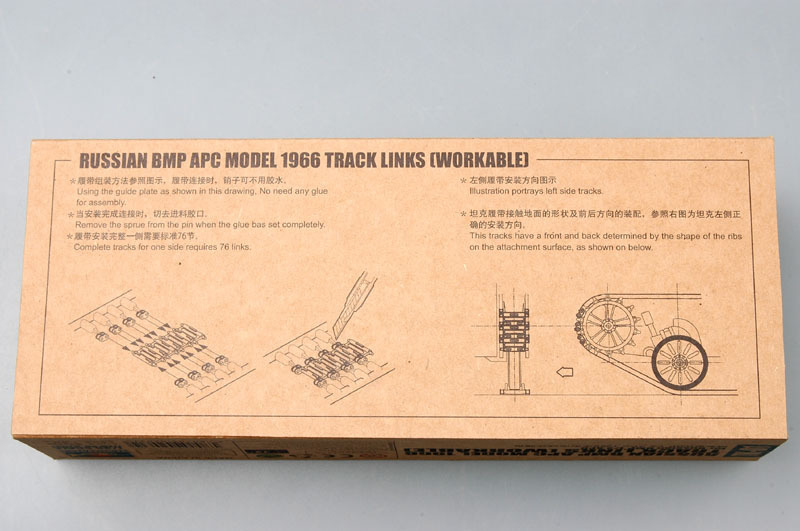 RUSSIAN BMP APC MODEL 1966 TRACK LINKS (WORKABLE)
*履带组装方法参照图示，履带连接时，销子可不用胶水.
Using the guide plate as shown in this drawing, No need any glue
for assembly.
*当安装完成连接时，切去进料胶口.
Remove the sprue from the pin when the glue bas set completely.
*履带安装完整一侧需要标准76节.
Complete tracks for one side requires 76 links.
*左侧履带安装方向图示
Illustration portrays left side tracks.
*坦克履带接触地面的形状及前后方向的装配，参照右图为坦克左侧正
确的安装方向.
This tracks have a front and back determined by the shape of the ribs
on the attachment surface, as shown on below.